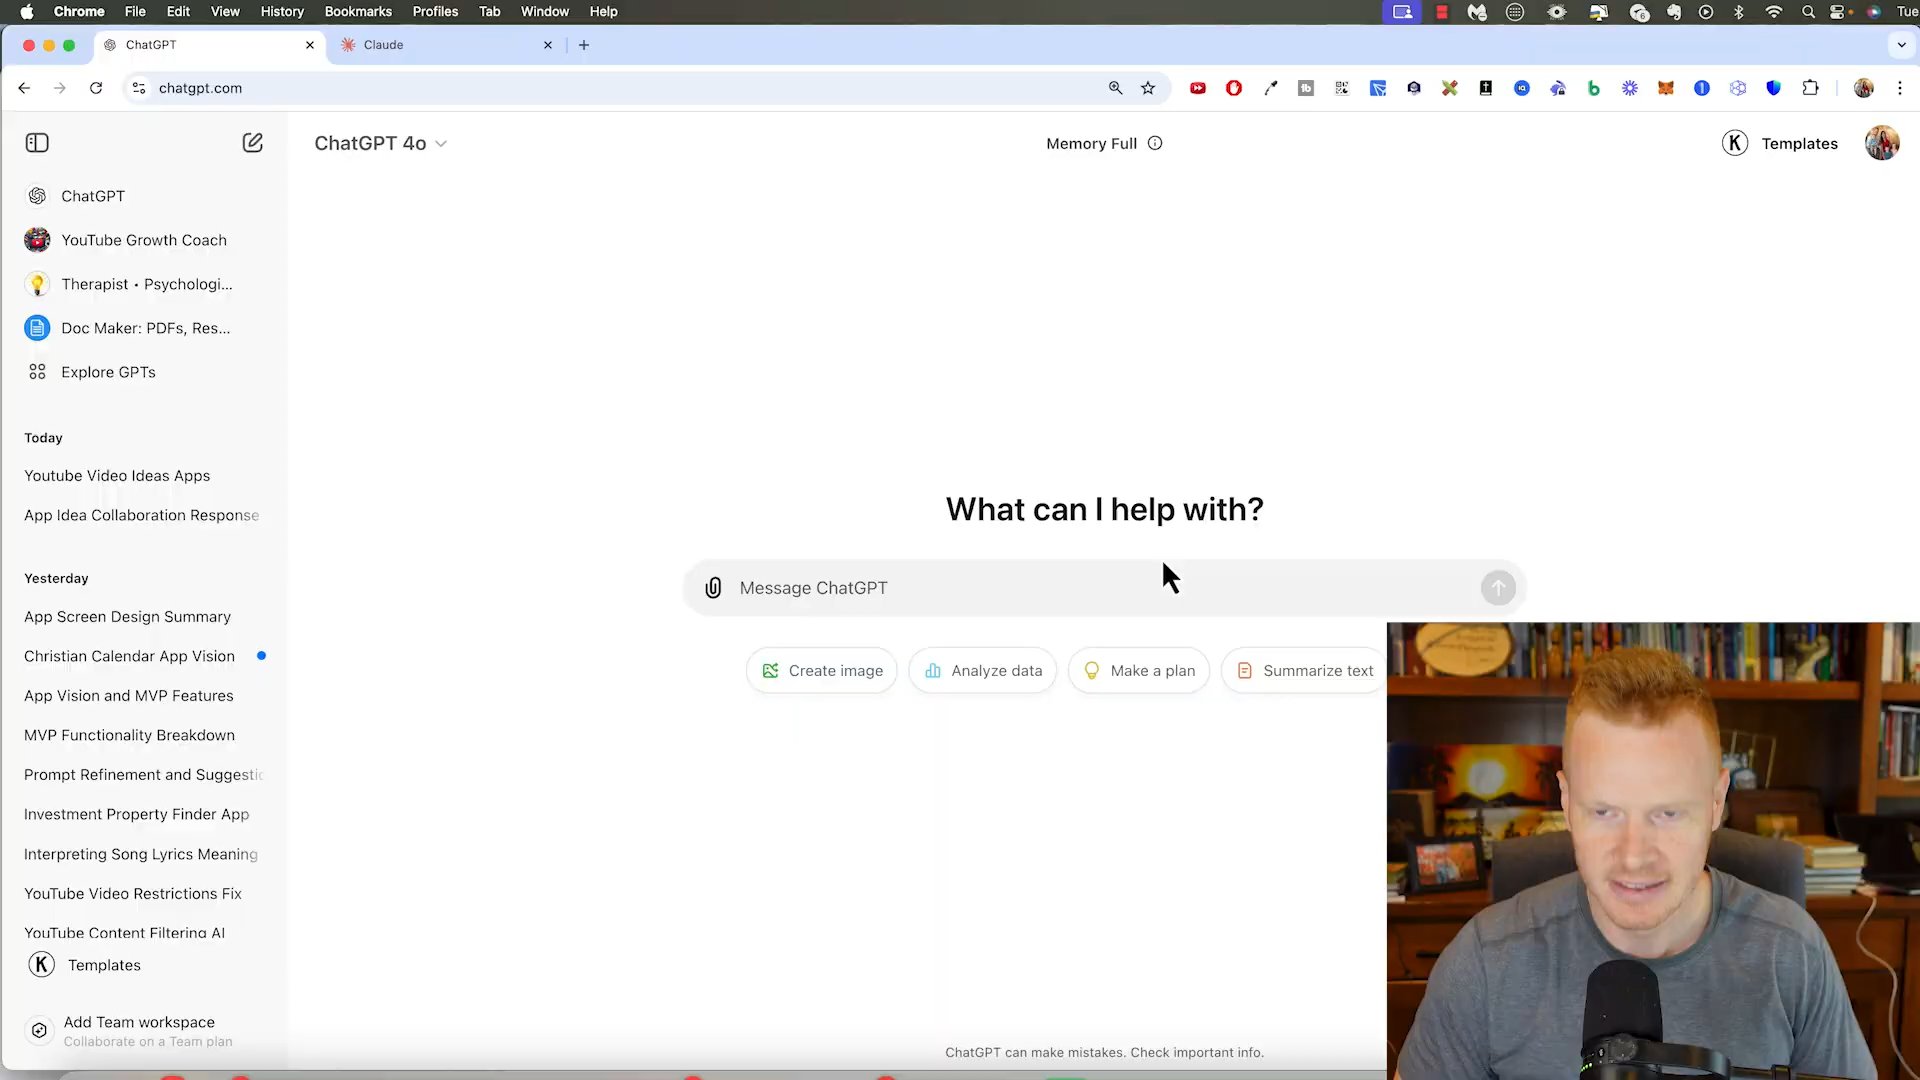 Chrome File Edit View History Bookmarks Profiles Tab Window Help
Tue
ChatGPT
Claude
chatgpt.com
ChatGPT 4o
Memory Full
K Templates
ChatGPT
YouTube Growth Coach
Therapist • Psychologi...
Doc Maker: PDFs, Res...
Explore GPTs
Today
Youtube Video Ideas Apps
App Idea Collaboration Response
Yesterday
App Screen Design Summary
Christian Calendar App Vision
App Vision and MVP Features
MVP Functionality Breakdown
Prompt Refinement and Suggestic
Investment Property Finder App
Interpreting Song Lyrics Meaning
YouTube Video Restrictions Fix
YouTube Content Filtering AI
K Templates
Add Team workspace
Collaborate on a Team plan
What can I help with?
Message ChatGPT
Create image
Analyze data
Make a plan
Summarize text
ChatGPT can make mistakes. Check important info.